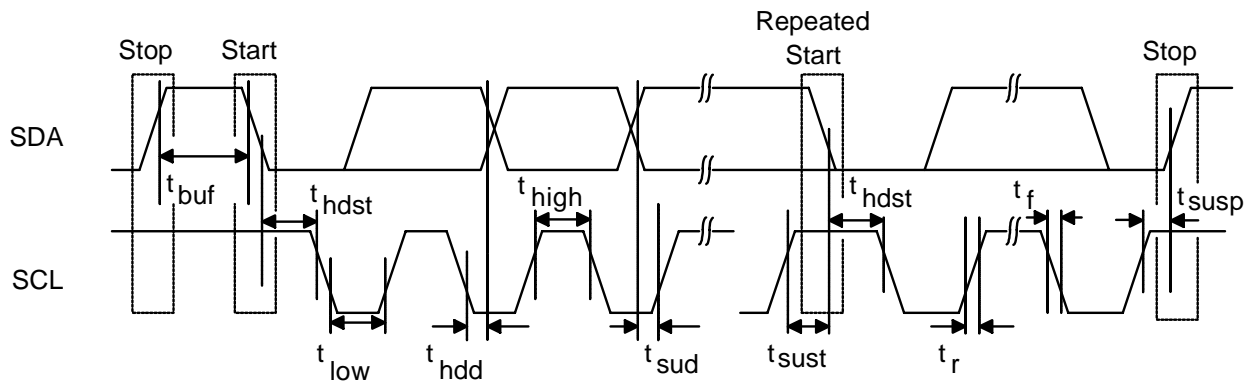 Repeated
Stop Start Start Stop
SDA
t buf t hdst t high t hdst t f t susp
SCL
t low t hdd t sud t sust t r